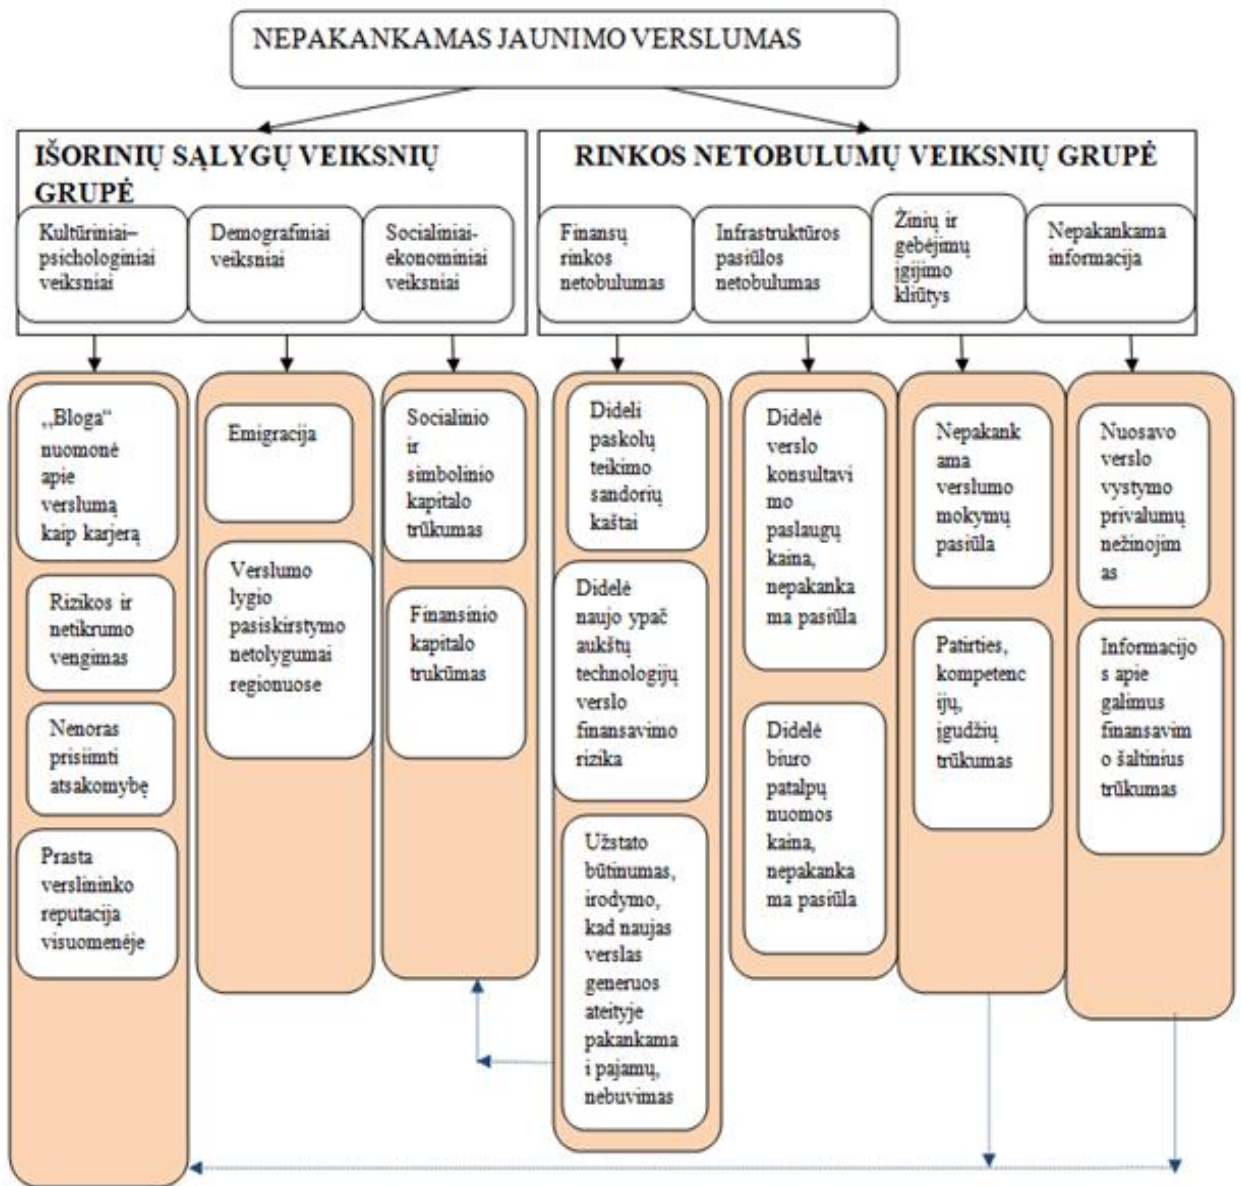 NEPAKANKAMAS JAUNIMO VERSLUMAS
IŠORINIŲ SĄLYGŲ VEIKSNIŲ
GRUPĖ
Kultūriniai–
psichologiniai
veiksniai
Demografiniai
veiksniai
Socialiniai-
ekonominiai
veiksniai
RINKOS NETOBULUMŲ VEIKSNIŲ GRUPĖ
Finansų
rinkos
netobulumas
Infrastruktūros
pasiūlos
netobulumas
Žinių ir
gebėjimų
įgijimo
kliūtys
Nepakankama
informacija
„Bloga“
nuomonė
apie
verslumą
kaip karjerą
Rizikos ir
netikrumo
vengimas
Nenoras
prisiimti
atsakomybę
Prasta
verslininko
reputacija
visuomenėje
Emigracija
Verslumo
lygio
pasiskirstymo
netolygumai
regionuose
Socialinio
ir
simbolinio
kapitalo
trūkumas
Finansinio
kapitalo
trukūmas
Dideli
paskolų
teikimo
sandorių
kaštai
Didelė
naujo ypač
aukštų
technologijų
verslo
finansavimo
rizika
Užstato
būtinumas,
irodymo,
kad naujas
verslas
generuos
ateityje
pakankama
i pajamų,
nebuvimas
Didelė
verslo
konsultavi
mo
paslaugų
kaina,
nepakanka
ma pasiūla
Didelė
biuro
patalpų
nuomos
kaina,
nepakanka
ma pasiūla
Nepakank
ama
verslumo
mokymų
pasiūla
Patirties,
kompetenc
ijų,
įgudžių
trūkumas
Nuosavo
verslo
vystymo
privalumų
nežinojim
as
Informacijo
s apie
galimus
finansavim
o šaltinius
trūkumas